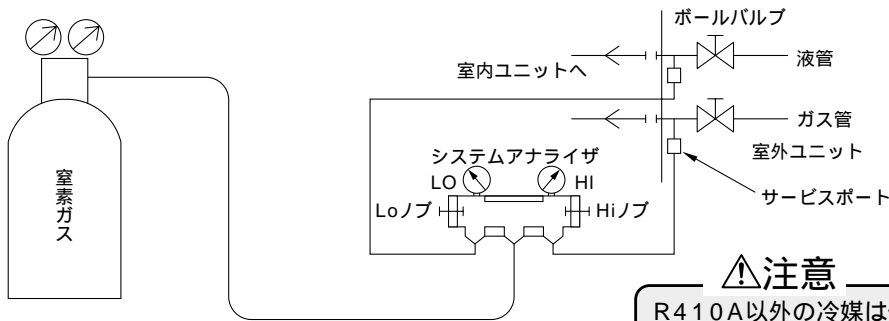 ボールバルブ
液管
室内ユニットへ
ガス管
室外ユニット
サービスポート
システムアナライザ
LO
HI
Loノブ
Hiノブ
窒素ガス
注意
R410A以外の冷媒は